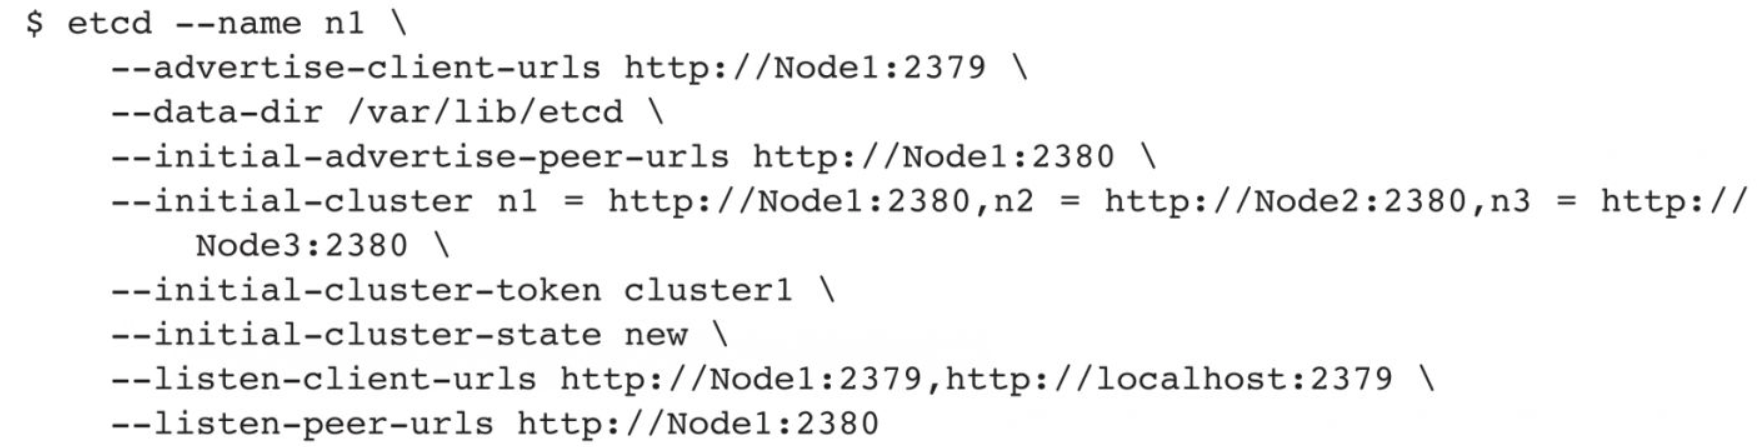 $ etcd --name n1 \
--advertise-client-urls http://Node1:2379 \
--data-dir /var/lib/etcd \
--initial-advertise-peer-urls http://Node1:2380 \
--initial-cluster n1 = http://Node1:2380,n2 = http://Node2:2380,n3 = http://
Node3:2380 \
--initial-cluster-token cluster1 \
--initial-cluster-state new \
--listen-client-urls http://Node1:2379,http://localhost:2379 \
--listen-peer-urls http://Node1:2380